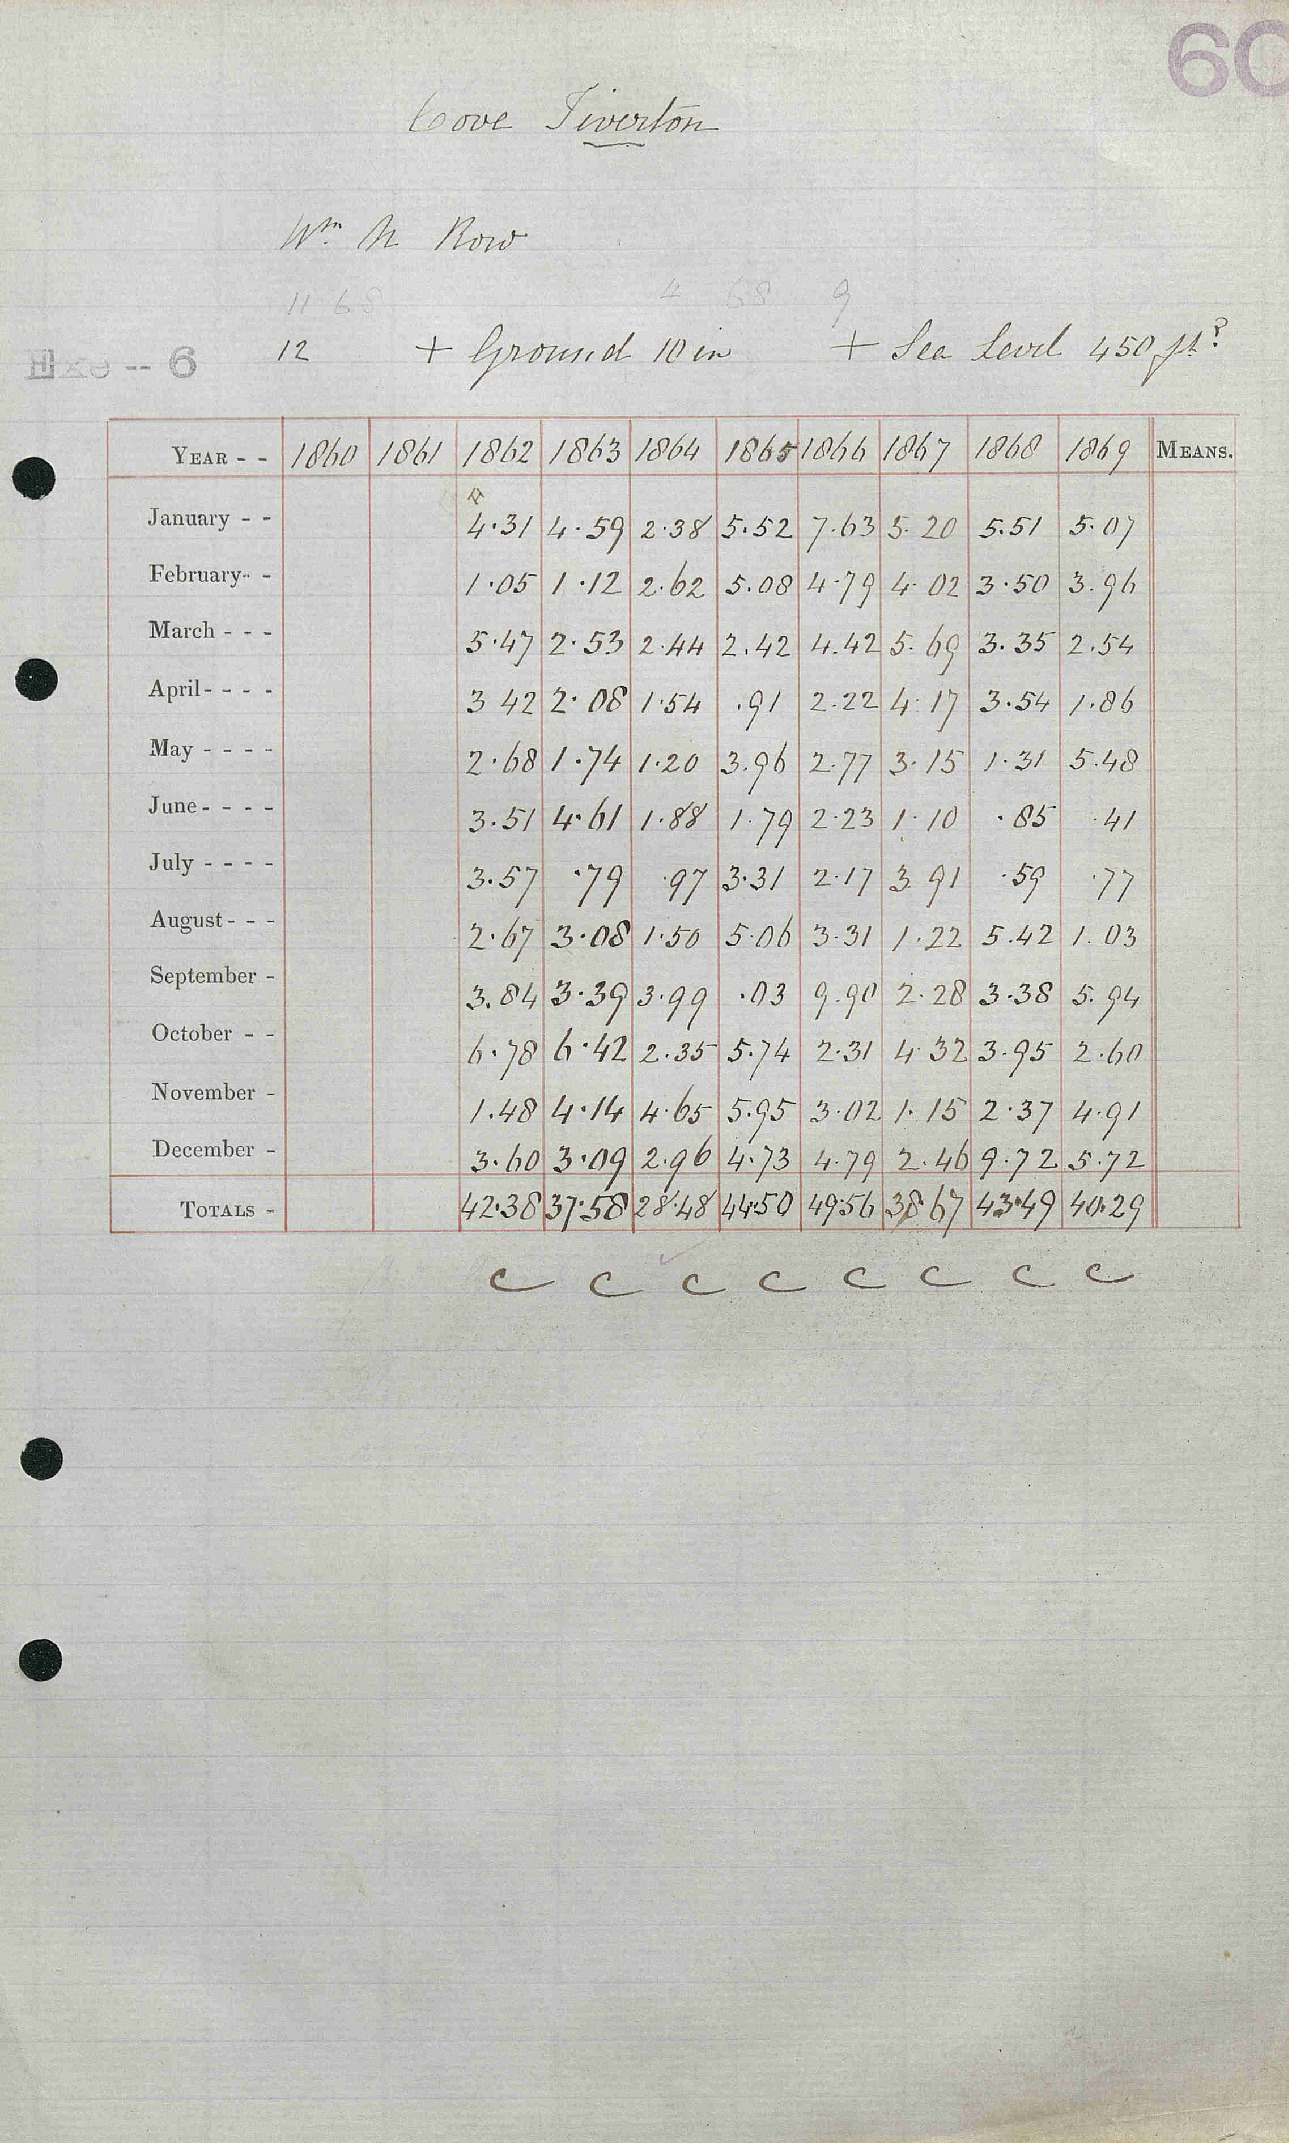 60
Cove Tiverton
Wm N Row
11 68 4 68 9
Exe -- 6 12 + Ground 10 in + Sea Level 450 ft?
YEAR - - 1860 1861 1862 1863 1864 1865 1866 1867 1868 1869 MEANS.
January - - 4.31 4.59 2.38 5.52 7.63 5.20 5.51 5.07
February - - 1.05 1.12 2.62 5.08 4.79 4.02 3.50 3.96
March - - - 5.47 2.53 2.44 2.42 4.42 5.69 3.35 2.54
April - - - - 3 42 2.08 1.54 .91 2.22 4.17 3.54 1.86
May - - - - 2.68 1.74 1.20 3.96 2.77 3.15 1.31 5.48
June - - - - 3.51 4.61 1.88 1.79 2.23 1.10 .85 .41
July - - - - 3.57 .79 .97 3.31 2.17 3 91 .59 .77
August - - - 2.67 3.08 1.50 5.06 3.31 1.22 5.42 1.03
September - 3.84 3.39 3.99 .03 9.90 2.28 3.38 5.94
October - - 6.78 6.42 2.35 5.74 2.31 4 32 3.95 2.60
November - 1.48 4.14 4.65 5.95 3.02 1.15 2.37 4.91
December - 3.60 3.09 2.96 4.73 4.79 2.46 9.72 5.72
TOTALS - 42.38 37.58 28.48 44.50 49.56 38.67 43.49 40.29
c c c c c c c c